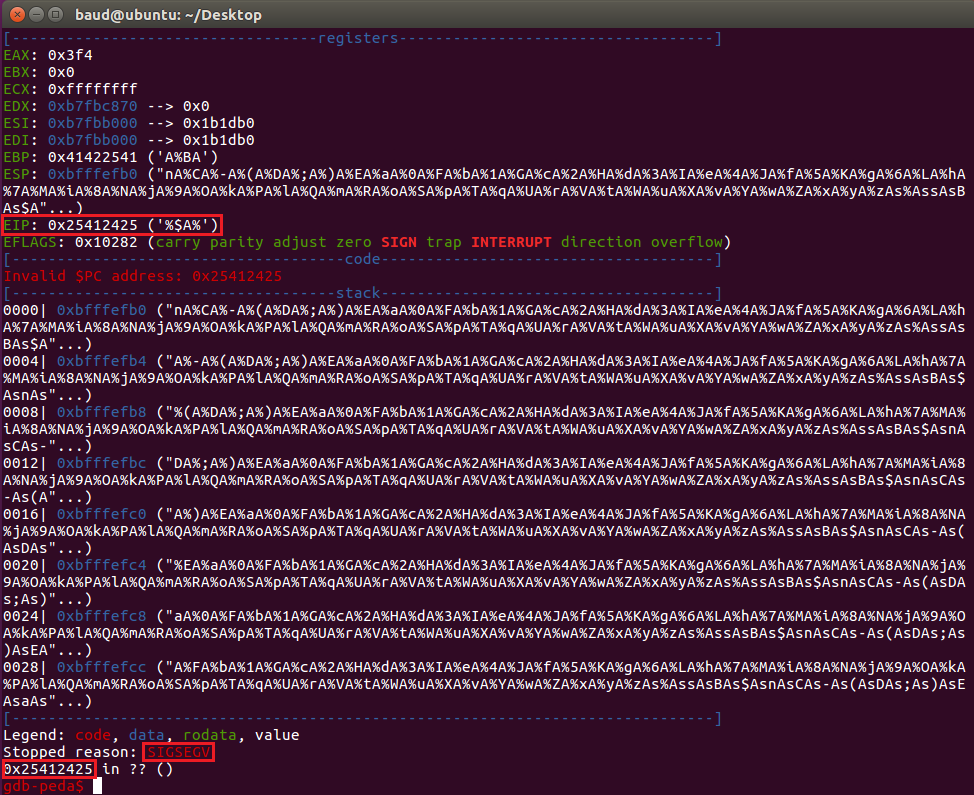 baud@ubuntu: ~/Desktop
[----------------------------------registers-----------------------------------]
EAX: 0x3f4
EBX: 0x0
ECX: 0xffffffff
EDX: 0xb7fbc870 --> 0x0
ESI: 0xb7fbb000 --> 0x1b1db0
EDI: 0xb7fbb000 --> 0x1b1db0
EBP: 0x41422541 ('A%BA')
ESP: 0xbfffefb0 ("nA%CA%-A%(A%DA%;A%)A%EA%aA%0A%FA%bA%1A%GA%cA%2A%HA%dA%3A%IA%eA%4A%JA%fA%5A%KA%gA%6A%LA%h
A%7A%MA%iA%8A%NA%jA%9A%OA%kA%PA%lA%QA%mA%RA%oA%SA%pA%TA%qA%UA%rA%VA%tA%WA%uA%XA%vA%YA%wA%ZA%xA%yA%zAs%AssAsB
As$A"...)
EIP: 0x25412425 ('%$A%')
EFLAGS: 0x10282 (carry parity adjust zero SIGN trap INTERRUPT direction overflow)
[-------------------------------------code-------------------------------------]
Invalid $PC address: 0x25412425
[------------------------------------stack-------------------------------------]
0000| 0xbfffefb0 ("nA%CA%-A%(A%DA%;A%)A%EA%aA%0A%FA%bA%1A%GA%cA%2A%HA%dA%3A%IA%eA%4A%JA%fA%5A%KA%gA%6A%LA%h
A%7A%MA%iA%8A%NA%jA%9A%OA%kA%PA%lA%QA%mA%RA%oA%SA%pA%TA%qA%UA%rA%VA%tA%WA%uA%XA%vA%YA%wA%ZA%xA%yA%zAs%AssAs
BAs$A"...)
0004| 0xbfffefb4 ("A%-A%(A%DA%;A%)A%EA%aA%0A%FA%bA%1A%GA%cA%2A%HA%dA%3A%IA%eA%4A%JA%fA%5A%KA%gA%6A%LA%hA%7A
%MA%iA%8A%NA%jA%9A%OA%kA%PA%lA%QA%mA%RA%oA%SA%pA%TA%qA%UA%rA%VA%tA%WA%uA%XA%vA%YA%wA%ZA%xA%yA%zAs%AssAsBAs$
AsnAs"...)
0008| 0xbfffefb8 ("%(A%DA%;A%)A%EA%aA%0A%FA%bA%1A%GA%cA%2A%HA%dA%3A%IA%eA%4A%JA%fA%5A%KA%gA%6A%LA%hA%7A%MA%
iA%8A%NA%jA%9A%OA%kA%PA%lA%QA%mA%RA%oA%SA%pA%TA%qA%UA%rA%VA%tA%WA%uA%XA%vA%YA%wA%ZA%xA%yA%zAs%AssAsBAs$AsnA
sCAs-"...)
0012| 0xbfffefbc ("DA%;A%)A%EA%aA%0A%FA%bA%1A%GA%cA%2A%HA%dA%3A%IA%eA%4A%JA%fA%5A%KA%gA%6A%LA%hA%7A%MA%iA%8
A%NA%jA%9A%OA%kA%PA%lA%QA%mA%RA%oA%SA%pA%TA%qA%UA%rA%VA%tA%WA%uA%XA%vA%YA%wA%ZA%xA%yA%zAs%AssAsBAs$AsnAsCAs
-As(A"...)
0016| 0xbfffefc0 ("A%)A%EA%aA%0A%FA%bA%1A%GA%cA%2A%HA%dA%3A%IA%eA%4A%JA%fA%5A%KA%gA%6A%LA%hA%7A%MA%iA%8A%NA
%jA%9A%OA%kA%PA%lA%QA%mA%RA%oA%SA%pA%TA%qA%UA%rA%VA%tA%WA%uA%XA%vA%YA%wA%ZA%xA%yA%zAs%AssAsBAs$AsnAsCAs-As(
AsDAs"...)
0020| 0xbfffefc4 ("%EA%aA%0A%FA%bA%1A%GA%cA%2A%HA%dA%3A%IA%eA%4A%JA%fA%5A%KA%gA%6A%LA%hA%7A%MA%iA%8A%NA%jA%
9A%OA%kA%PA%lA%QA%mA%RA%oA%SA%pA%TA%qA%UA%rA%VA%tA%WA%uA%XA%vA%YA%wA%ZA%xA%yA%zAs%AssAsBAs$AsnAsCAs-As(AsDA
s;As)"...)
0024| 0xbfffefc8 ("aA%0A%FA%bA%1A%GA%cA%2A%HA%dA%3A%IA%eA%4A%JA%fA%5A%KA%gA%6A%LA%hA%7A%MA%iA%8A%NA%jA%9A%O
A%kA%PA%lA%QA%mA%RA%oA%SA%pA%TA%qA%UA%rA%VA%tA%WA%uA%XA%vA%YA%wA%ZA%xA%yA%zAs%AssAsBAs$AsnAsCAs-As(AsDAs;As
)AsEA"...)
0028| 0xbfffefcc ("A%FA%bA%1A%GA%cA%2A%HA%dA%3A%IA%eA%4A%JA%fA%5A%KA%gA%6A%LA%hA%7A%MA%iA%8A%NA%jA%9A%OA%kA
%PA%lA%QA%mA%RA%oA%SA%pA%TA%qA%UA%rA%VA%tA%WA%uA%XA%vA%YA%wA%ZA%xA%yA%zAs%AssAsBAs$AsnAsCAs-As(AsDAs;As)AsE
AsaAs"...)
[------------------------------------------------------------------------------]
Legend: code, data, rodata, value
Stopped reason: SIGSEGV
0x25412425 in ?? ()
gdb-peda$